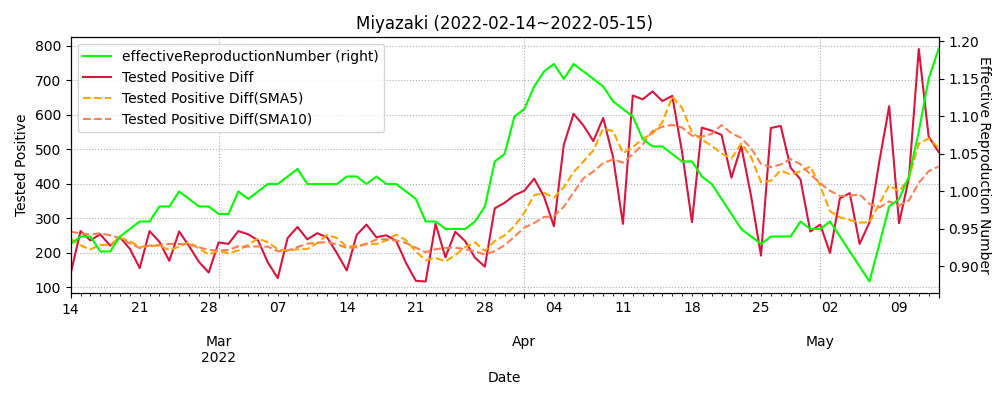 Miyazaki (2022-02-14~2022-05-15)
effectiveReproductionNumber (right)
Tested Positive Diff
Tested Positive Diff(SMA5)
Tested Positive Diff(SMA10)
Tested Positive
800
700
600
500
400
300
200
100
1.20
1.15
1.10
1.05
1.00
0.95
0.90
effective Reproduction Number
14 21 28 07 14 21 28 04 11 18 25 02 09
Mar Apr May
2022
Date